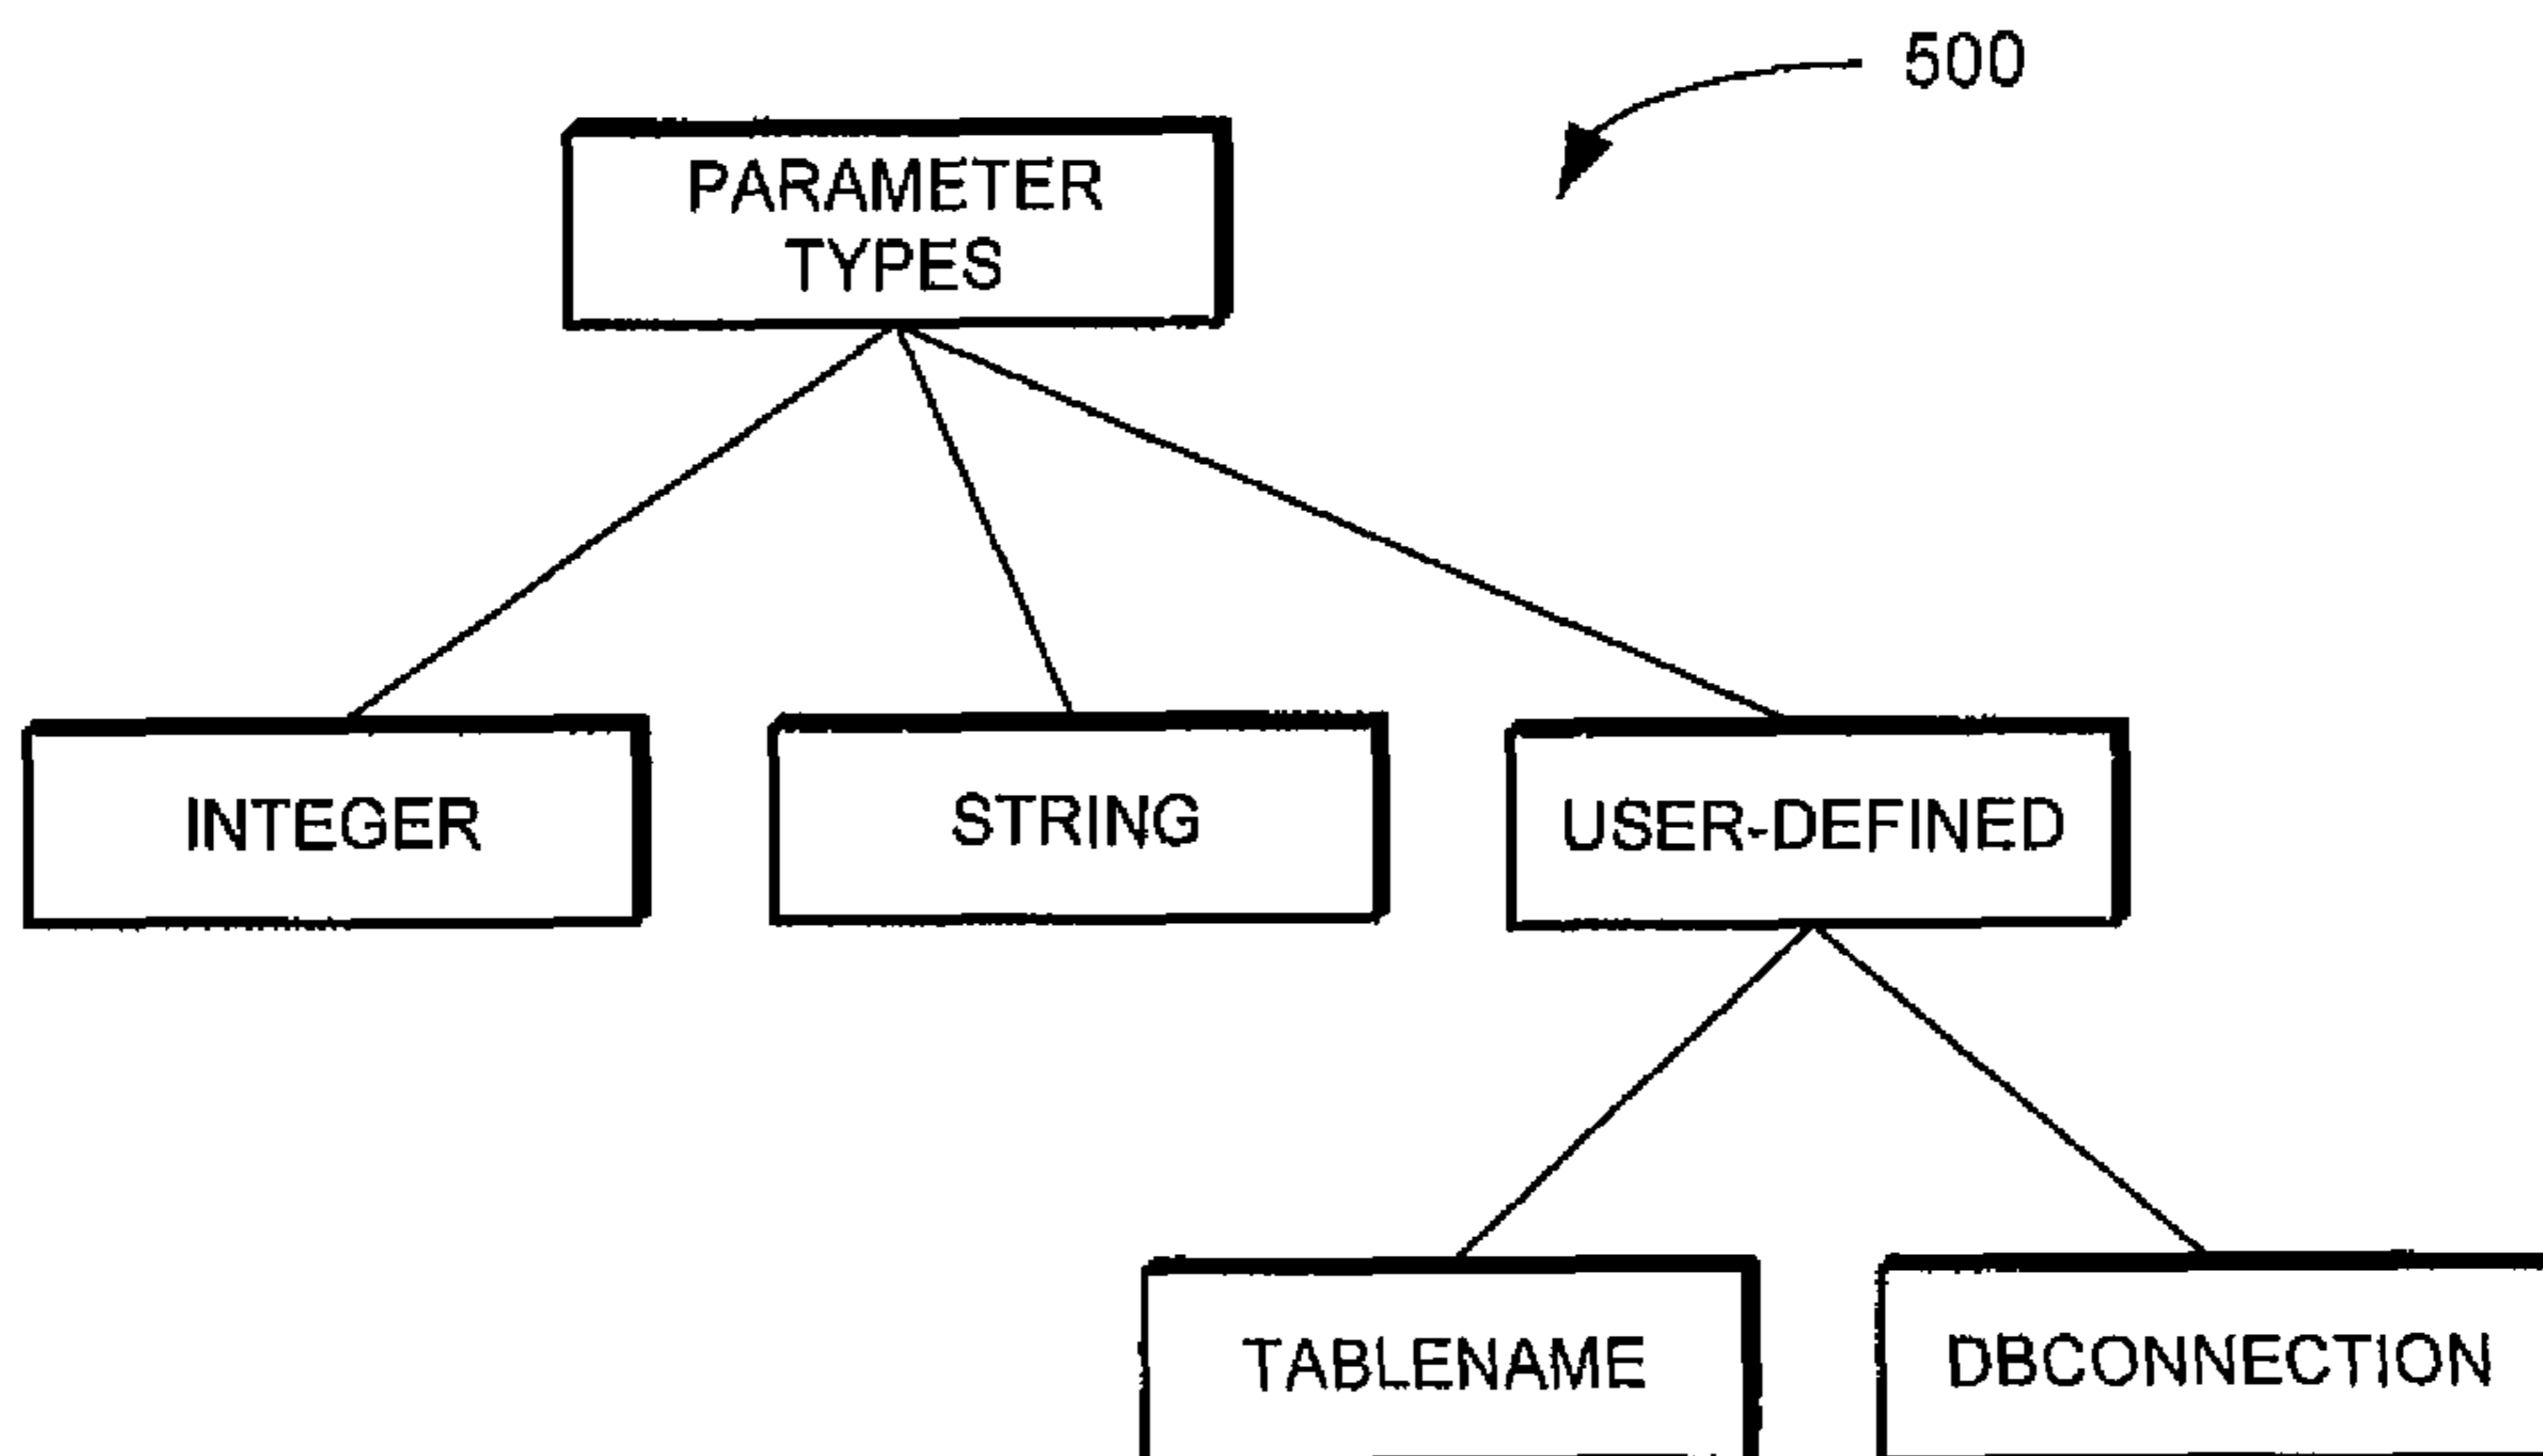 500
PARAMETER
TYPES
INTEGER
STRING
USER-DEFINED
TABLENAME
DBCONNECTION